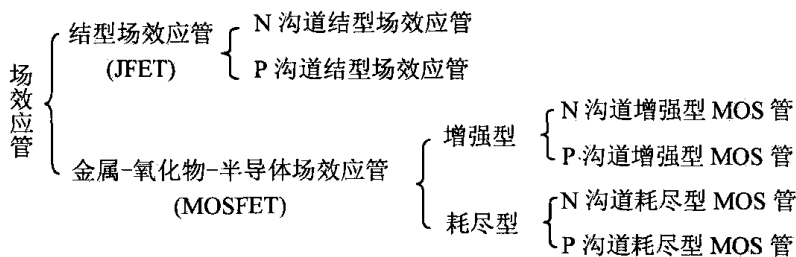 场效应管
结型场效应管
(JFET)
N 沟道结型场效应管
P 沟道结型场效应管
金属-氧化物-半导体场效应管
(MOSFET)
增强型
N 沟道增强型 MOS 管
P 沟道增强型 MOS 管
耗尽型
N 沟道耗尽型 MOS 管
P 沟道耗尽型 MOS 管